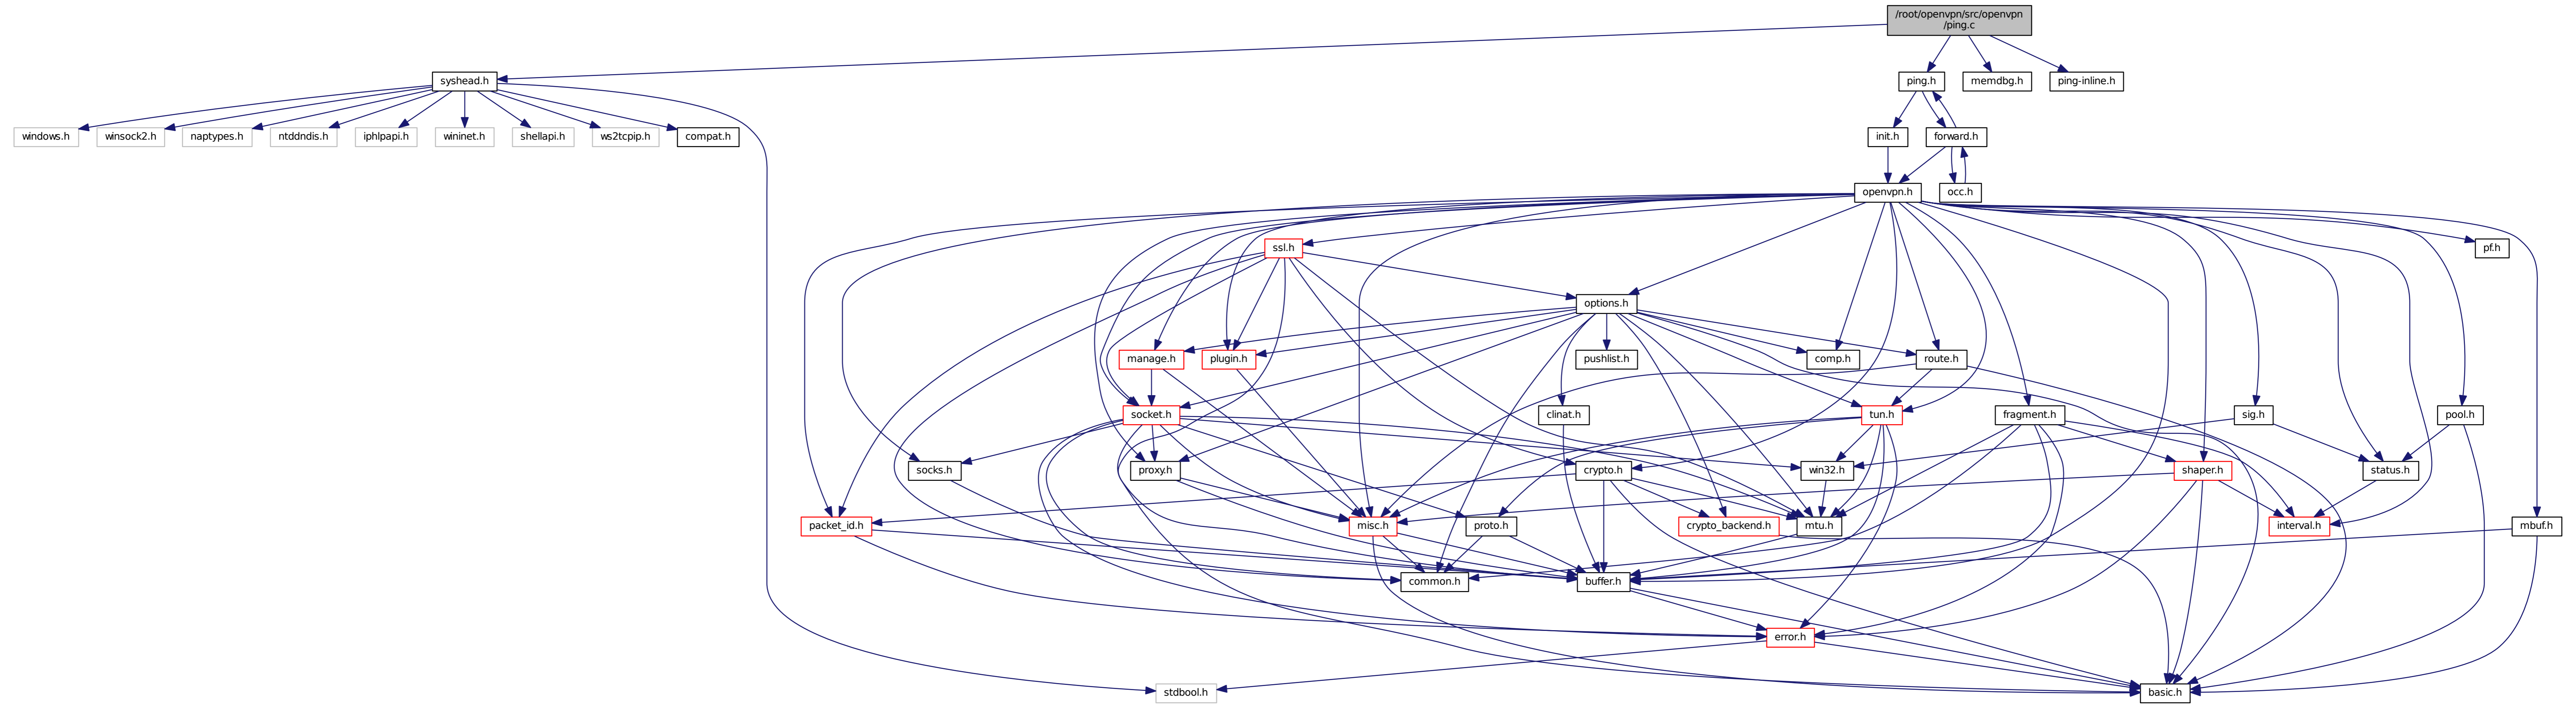 /root/openvpn/src/openvpn
/ping.c
syshead.h
ping.h
memdbg.h
ping-inline.h
windows.h
winsock2.h
naptypes.h
ntddndis.h
iphlpapi.h
wininet.h
shellapi.h
ws2tcpip.h
compat.h
init.h
forward.h
openvpn.h
occ.h
ssl.h
pf.h
options.h
manage.h
plugin.h
pushlist.h
comp.h
route.h
socket.h
clinat.h
tun.h
fragment.h
sig.h
pool.h
socks.h
proxy.h
crypto.h
win32.h
shaper.h
status.h
packet_id.h
misc.h
proto.h
crypto_backend.h
mtu.h
interval.h
mbuf.h
common.h
buffer.h
error.h
stdbool.h
basic.h